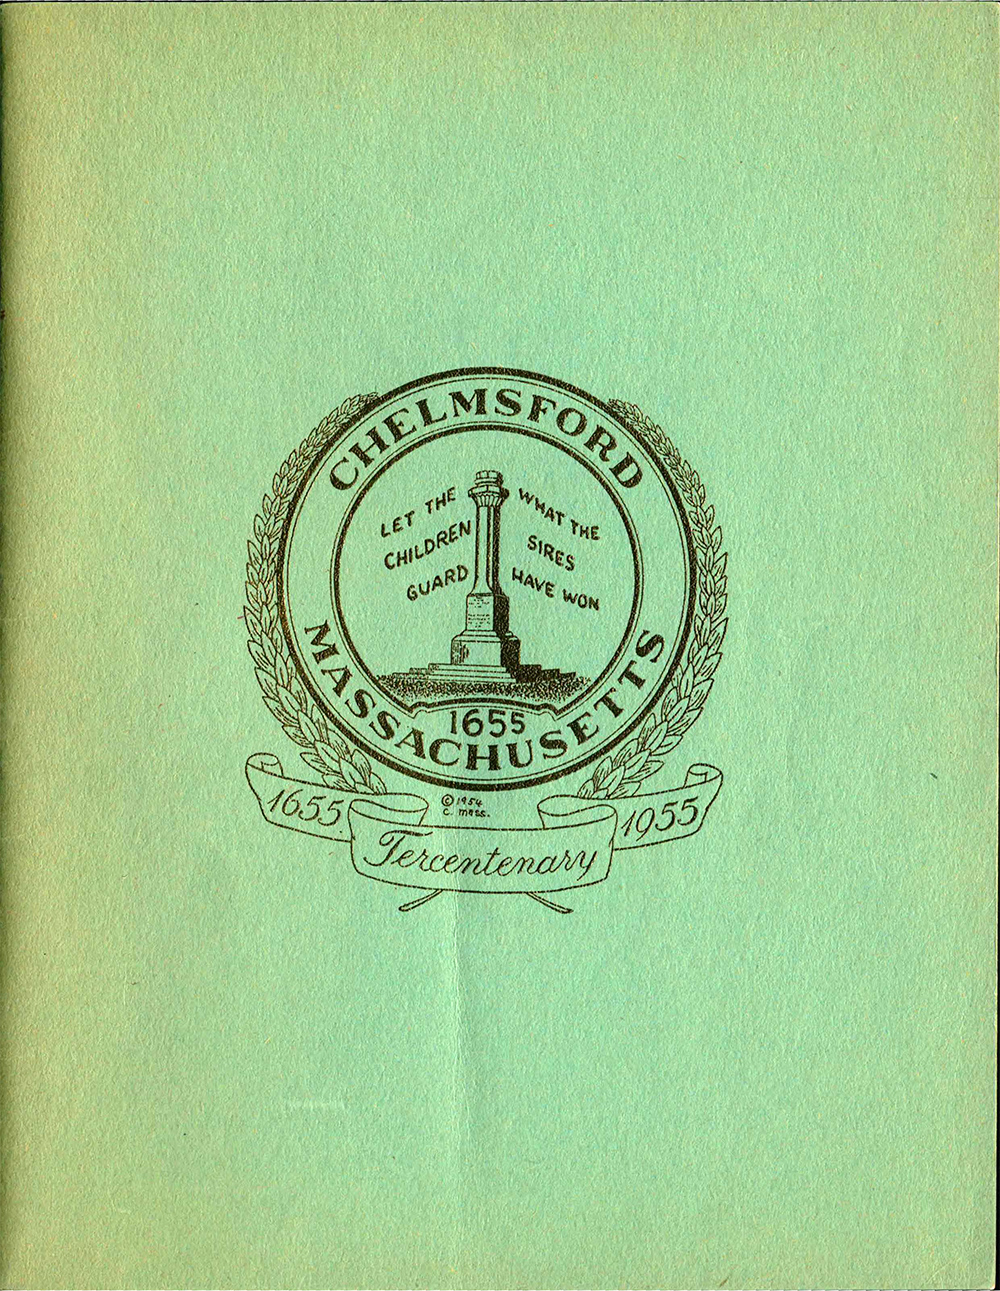 CHELMSFORD
LET THE
CHILDREN
GUARD
WHAT THE
SIRES
HAVE WON
1655
MASSACHUSETTS
© 1954
C. MASS.
1655
Tercentenary
1955